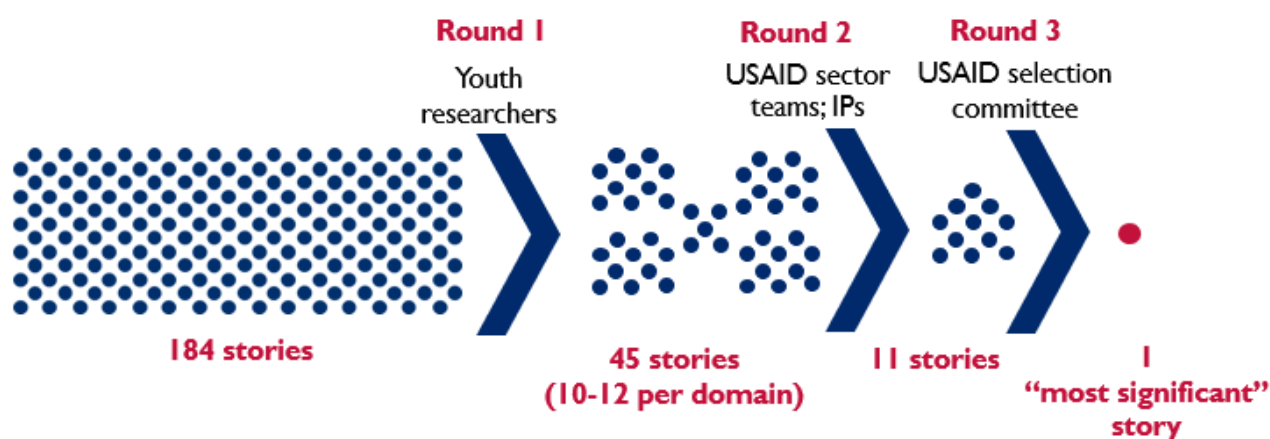 Round 1
Youth
researchers
Round 2
USAID sector
teams; IPs
Round 3
USAID selection
committee
184 stories
45 stories
(10-12 per domain)
11 stories
1
“most significant”
story